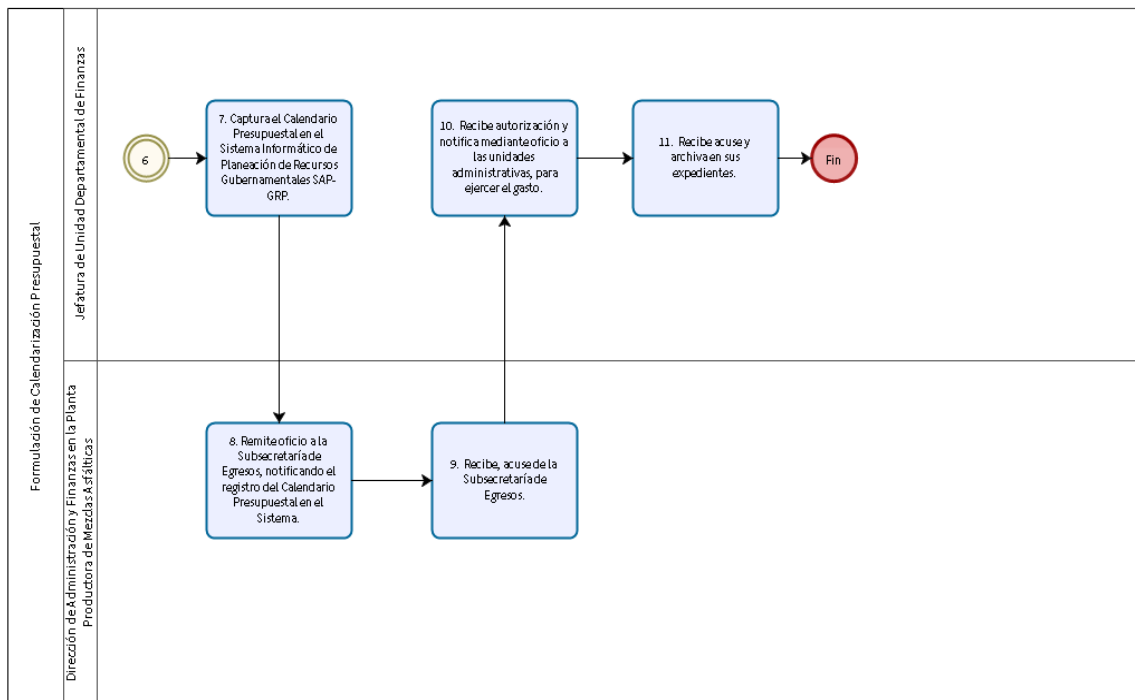 Formulación de Calendarización Presupuestal
Jefatura de Unidad Departamental de Finanzas
6
7. Captura el Calendario
Presupuestal en el
Sistema Informático de
Planeación de Recursos
Gubernamentales SAP-
GRP.
10. Recibe autorización y
notifica mediante oficio a
las unidades
administrativas, para
ejercer el gasto.
11. Recibe acuse y
archiva en sus
expedientes.
Fin
Dirección de Administración y Finanzas en la Planta
Productora de Mezclas Asfálticas
8. Remite oficio a la
Subsecretaría de
Egresos, notificando el
registro del Calendario
Presupuestal en el
Sistema.
9. Recibe, acuse de la
Subsecretaría de
Egresos.